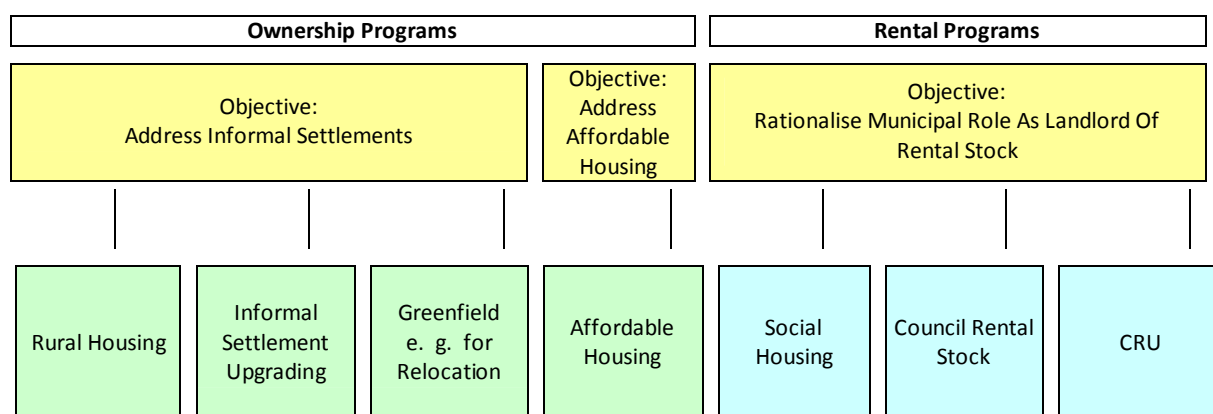 Ownership Programs
Rental Programs
Objective:
Address Informal Settlements
Objective:
Address
Affordable
Housing
Objective:
Rationalise Municipal Role As Landlord Of
Rental Stock
Rural Housing
Informal
Settlement
Upgrading
Greenfield
e. g. for
Relocation
Affordable
Housing
Social
Housing
Council Rental
Stock
CRU